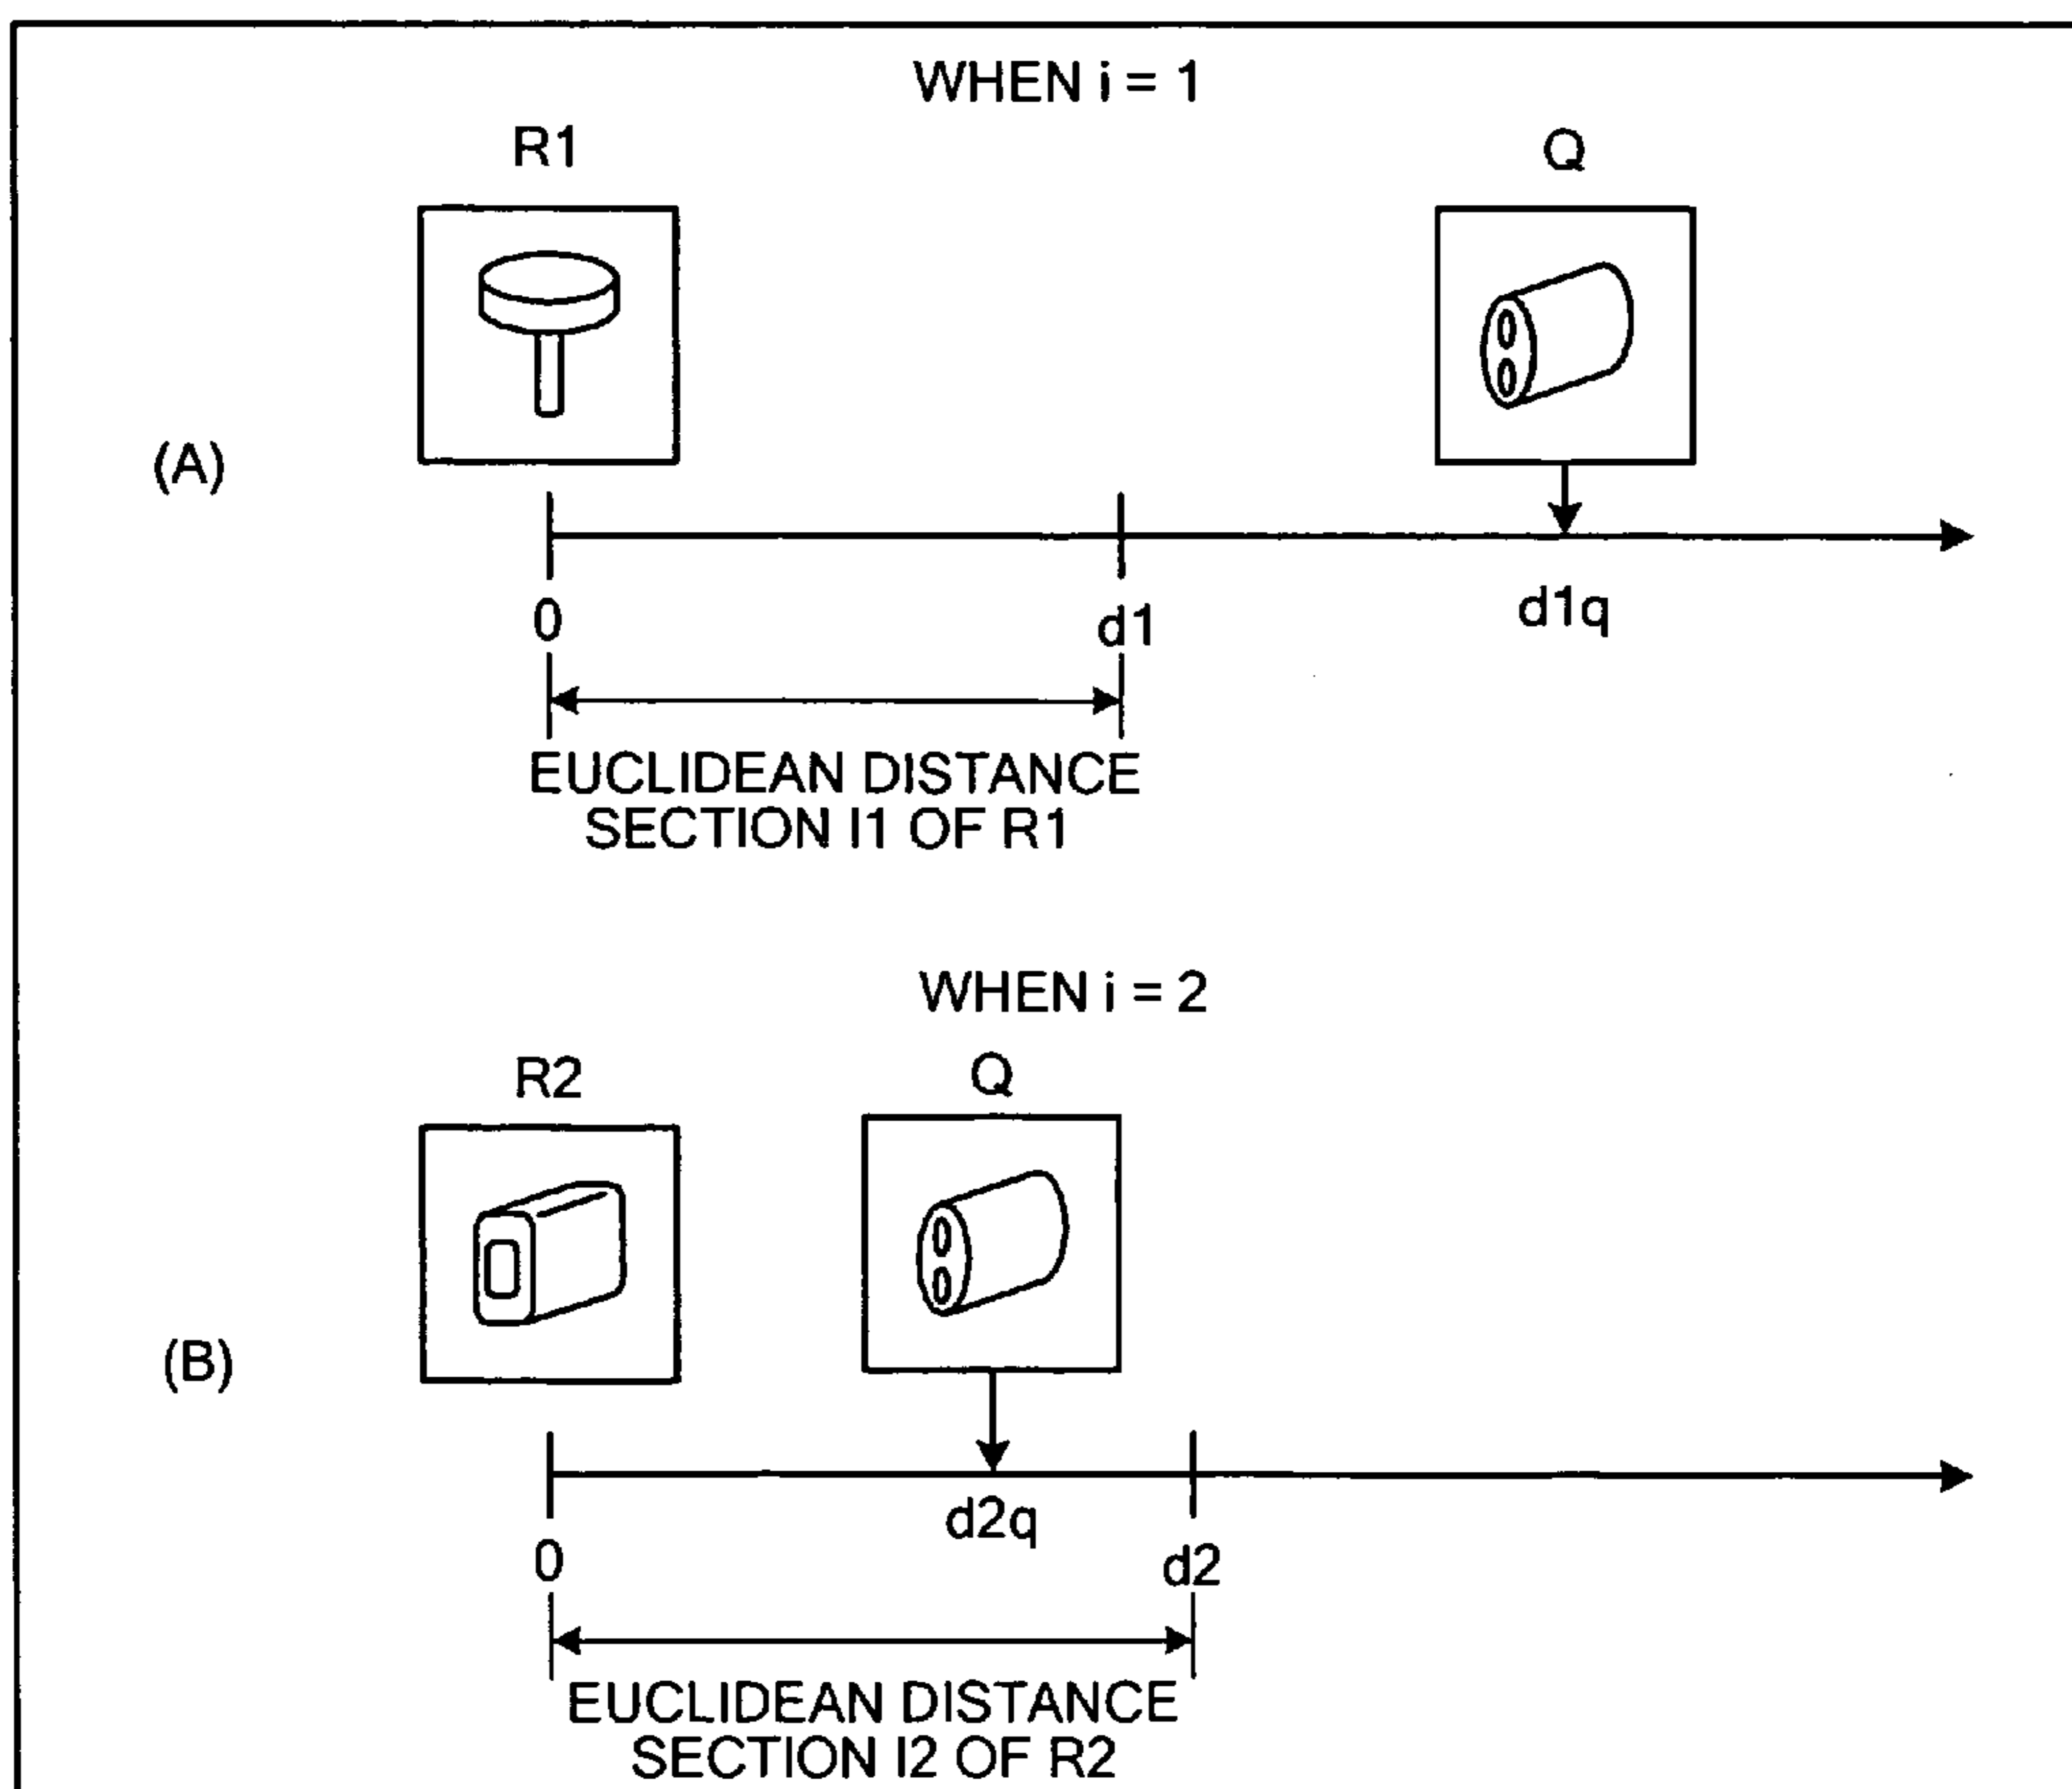 WHEN i = 1
R1
Q
(A)
0
d1
d1q
EUCLIDEAN DISTANCE
SECTION I1 OF R1
WHEN i = 2
R2
Q
(B)
d2q
0
d2
EUCLIDEAN DISTANCE
SECTION I2 OF R2